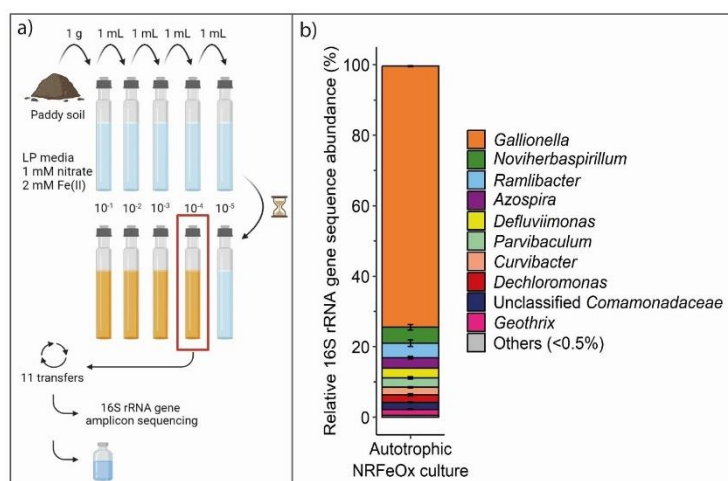 a)
1 g 1 mL 1 mL 1 mL 1 mL
Paddy soil
LP media
1 mM nitrate
2 mM Fe(II)
10-1 10-2 10-3 10-4 10-5
11 transfers
16S rRNA gene
amplicon sequencing
b)
Relative 16S rRNA gene sequence abundance (%)
100
80
60
40
20
0
Autotrophic
NRFeOx culture
Gallionella
Noviherbaspirillum
Ramlibacter
Azospira
Defluviimonas
Parvibaculum
Curvibacter
Dechloromonas
Unclassified Comamonadaceae
Geothrix
Others (<0.5%)